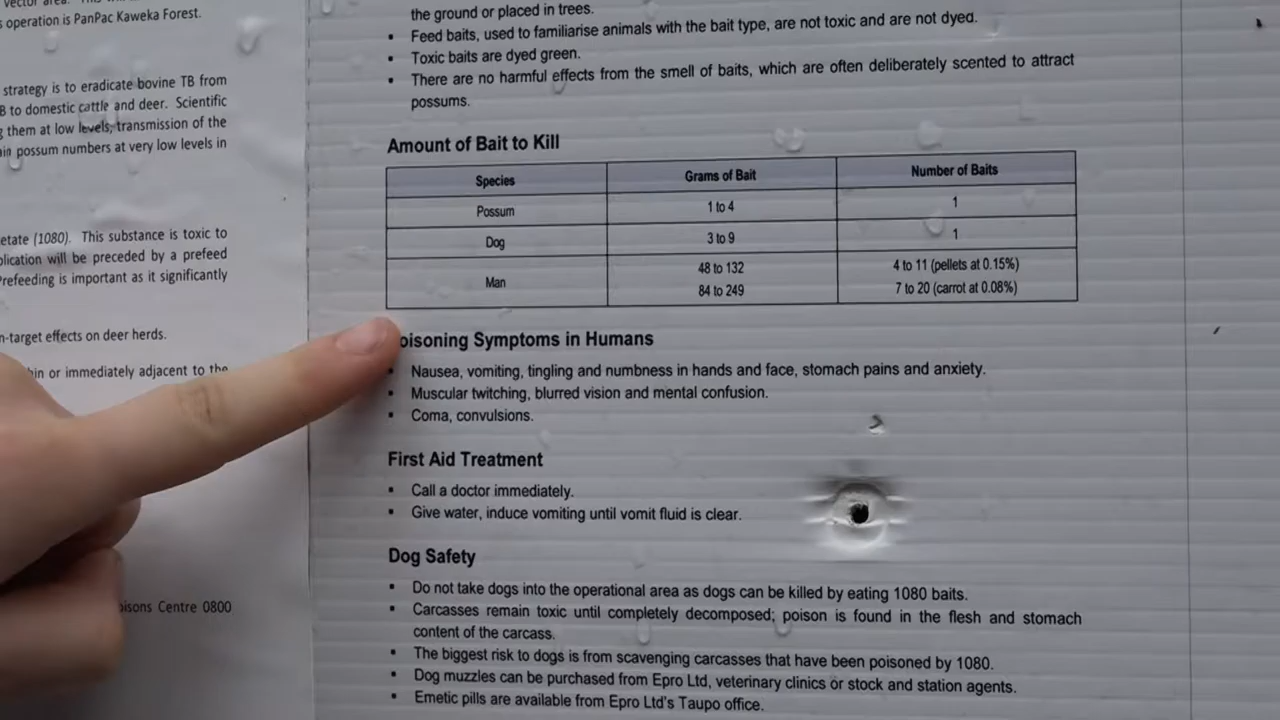 vector area.
s operation is PanPac Kaweka Forest.
strategy is to eradicate bovine TB from
B to domestic cattle and deer. Scientific
g them at low levels, transmission of the
ain possum numbers at very low levels in
etate (1080). This substance is toxic to
plication will be preceded by a prefeed
Prefeeding is important as it significantly
n-target effects on deer herds.
hin or immediately adjacent to the
oisons Centre 0800
the ground or placed in trees.
▪ Feed baits, used to familiarise animals with the bait type, are not toxic and are not dyed.
▪ Toxic baits are dyed green.
▪ There are no harmful effects from the smell of baits, which are often deliberately scented to attract
possums.
Amount of Bait to Kill
Species Grams of Bait Number of Baits
Possum 1 to 4 1
Dog 3 to 9 1
Man 48 to 132 4 to 11 (pellets at 0.15%)
84 to 249 7 to 20 (carrot at 0.08%)
oisoning Symptoms in Humans
▪ Nausea, vomiting, tingling and numbness in hands and face, stomach pains and anxiety.
▪ Muscular twitching, blurred vision and mental confusion.
▪ Coma, convulsions.
First Aid Treatment
▪ Call a doctor immediately.
▪ Give water, induce vomiting until vomit fluid is clear.
Dog Safety
▪ Do not take dogs into the operational area as dogs can be killed by eating 1080 baits.
▪ Carcasses remain toxic until completely decomposed; poison is found in the flesh and stomach
content of the carcass.
▪ The biggest risk to dogs is from scavenging carcasses that have been poisoned by 1080.
▪ Dog muzzles can be purchased from Epro Ltd, veterinary clinics or stock and station agents.
▪ Emetic pills are available from Epro Ltd's Taupo office.